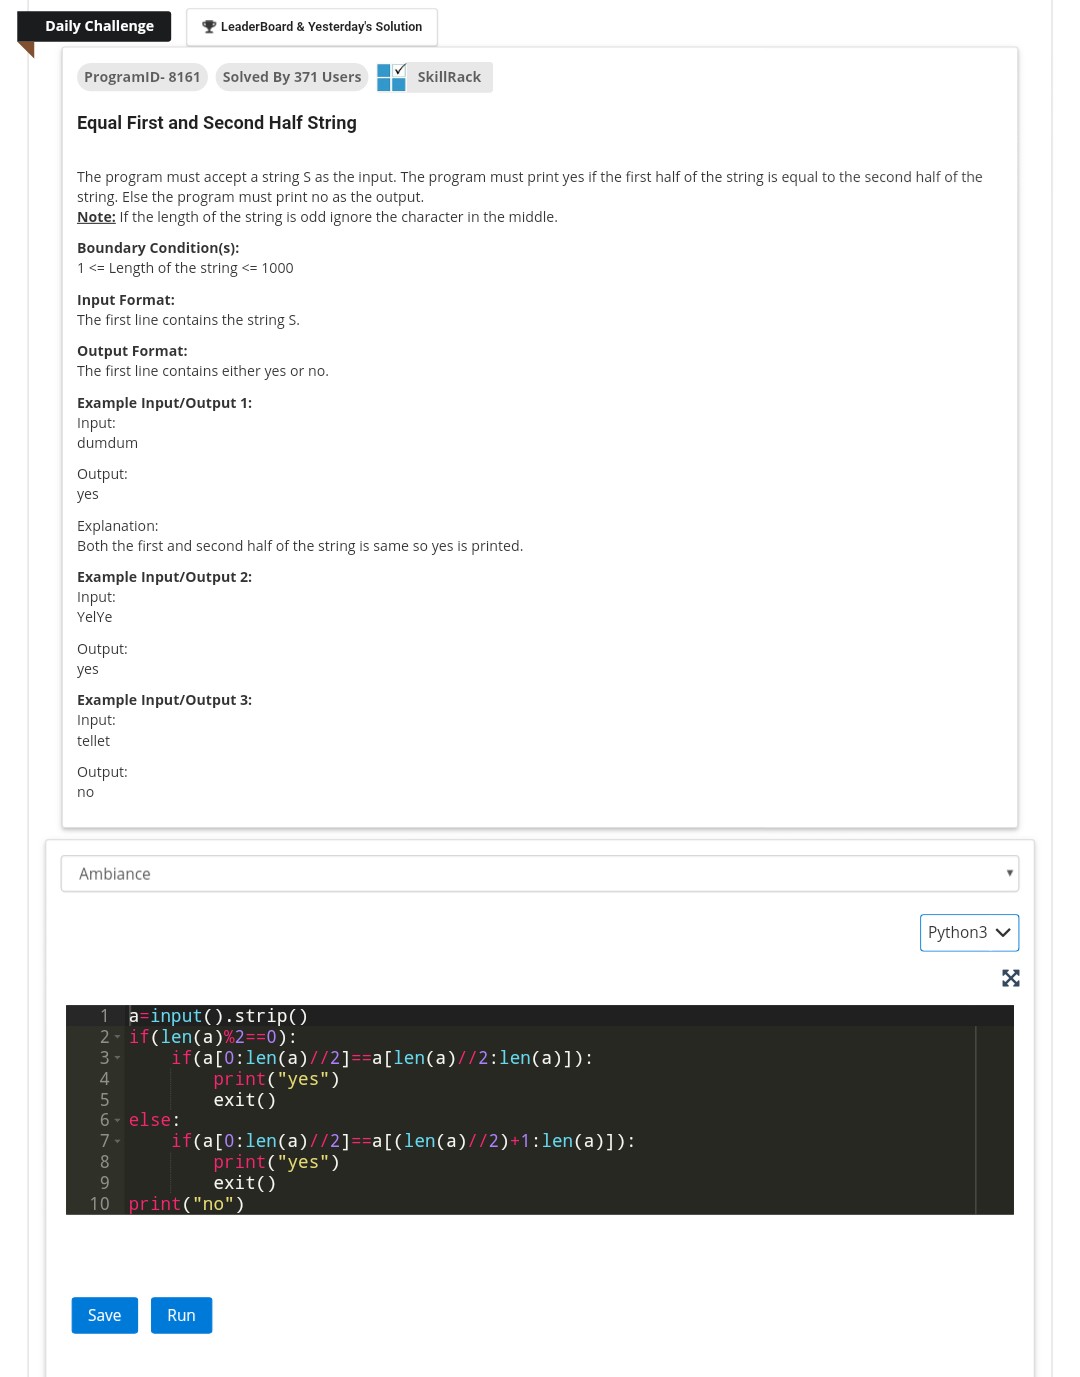 Daily Challenge
LeaderBoard & Yesterday's Solution
ProgramID- 8161
Solved By 371 Users
SkillRack
Equal First and Second Half String
The program must accept a string S as the input. The program must print yes if the first half of the string is equal to the second half of the
string. Else the program must print no as the output.
Note: If the length of the string is odd ignore the character in the middle.
Boundary Condition(s):
1 <= Length of the string <= 1000
Input Format:
The first line contains the string S.
Output Format:
The first line contains either yes or no.
Example Input/Output 1:
Input:
dumdum
Output:
yes
Explanation:
Both the first and second half of the string is same so yes is printed.
Example Input/Output 2:
Input:
YelYe
Output:
yes
Example Input/Output 3:
Input:
tellet
Output:
no
Ambiance
Python3
1 a=input().strip()
2 if(len(a)%2==0):
3     if(a[0:len(a)//2]==a[len(a)//2:len(a)]):
4         print("yes")
5         exit()
6 else:
7     if(a[0:len(a)//2]==a[(len(a)//2)+1:len(a)]):
8         print("yes")
9         exit()
10 print("no")
Save
Run